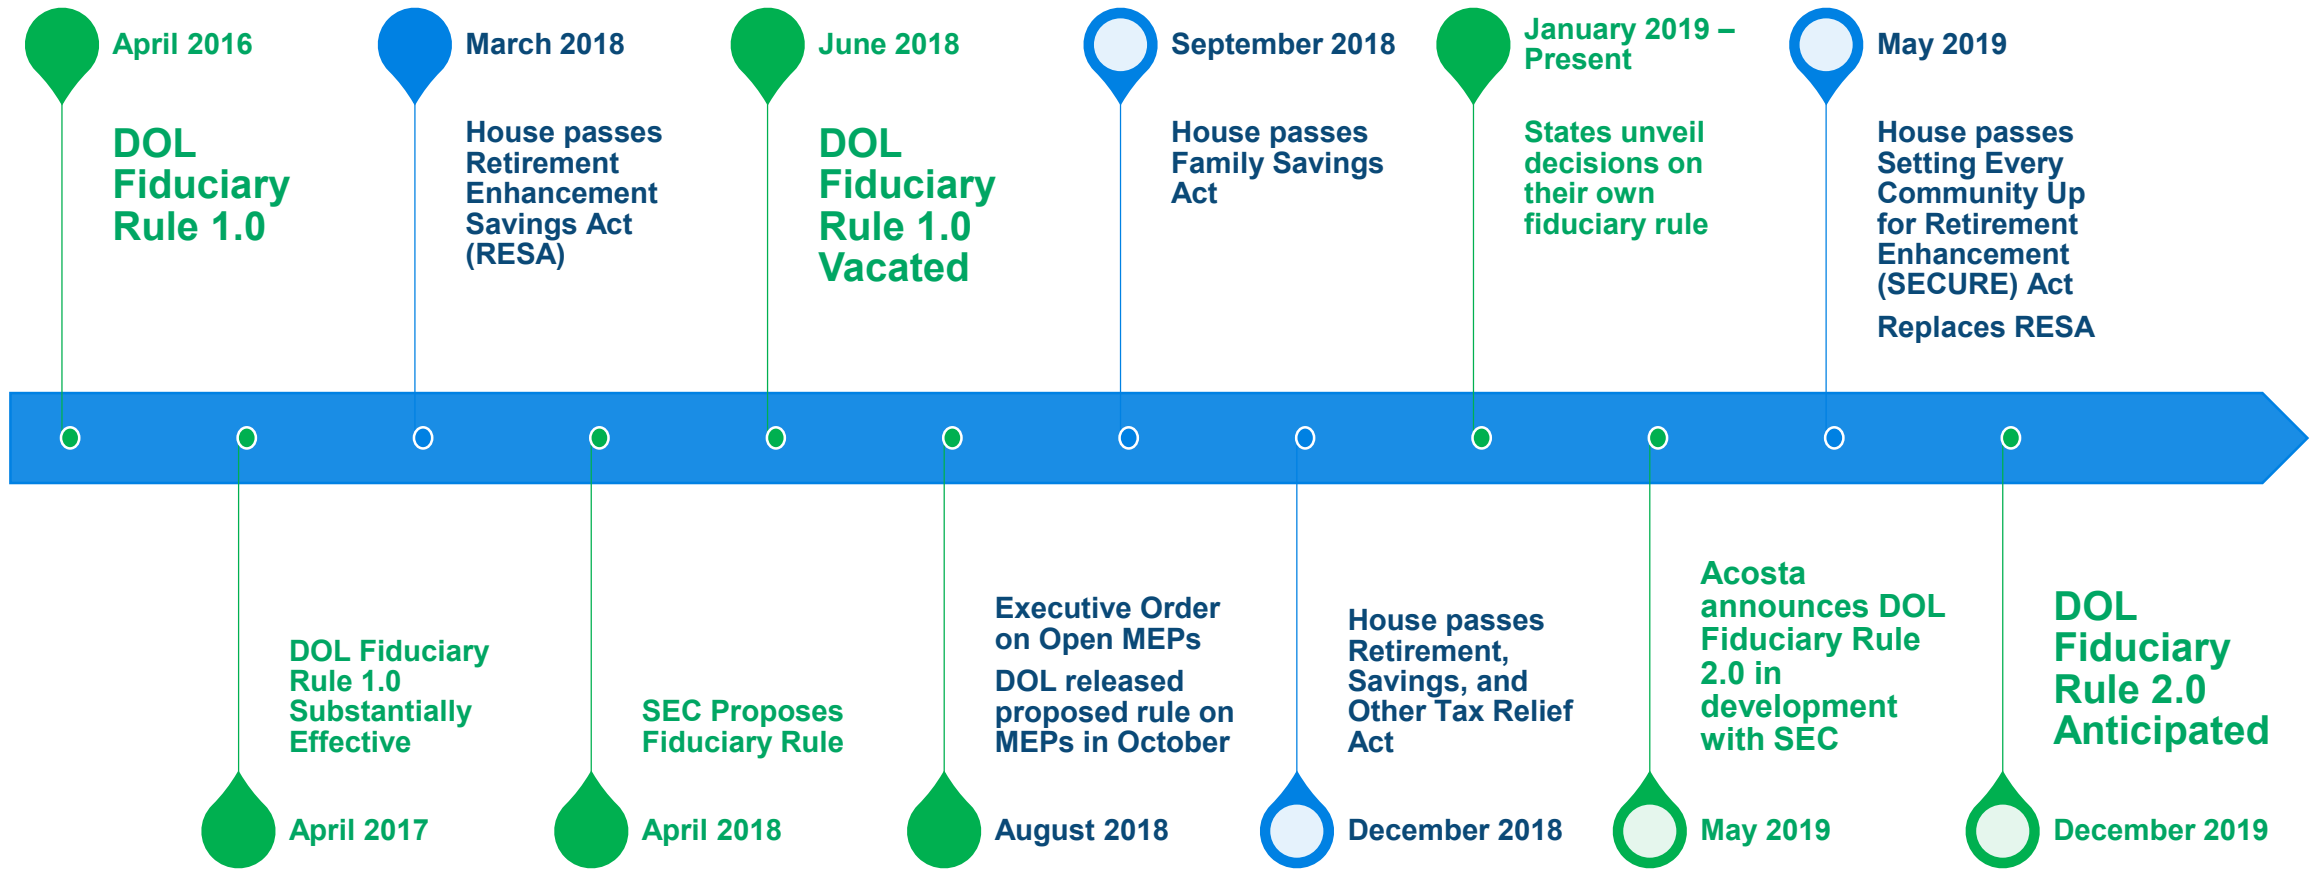 April 2016
DOL
Fiduciary
Rule 1.0
March 2018
House passes
Retirement
Enhancement
Savings Act
(RESA)
June 2018
DOL
Fiduciary
Rule 1.0
Vacated
September 2018
House passes
Family Savings
Act
January 2019 –
Present
States unveil
decisions on
their own
fiduciary rule
May 2019
House passes
Setting Every
Community Up
for Retirement
Enhancement
(SECURE) Act
Replaces RESA
DOL Fiduciary
Rule 1.0
Substantially
Effective
April 2017
SEC Proposes
Fiduciary Rule
April 2018
Executive Order
on Open MEPs
DOL released
proposed rule on
MEPs in October
August 2018
House passes
Retirement,
Savings, and
Other Tax Relief
Act
December 2018
Acosta
announces DOL
Fiduciary Rule
2.0 in
development
with SEC
May 2019
DOL
Fiduciary
Rule 2.0
Anticipated
December 2019